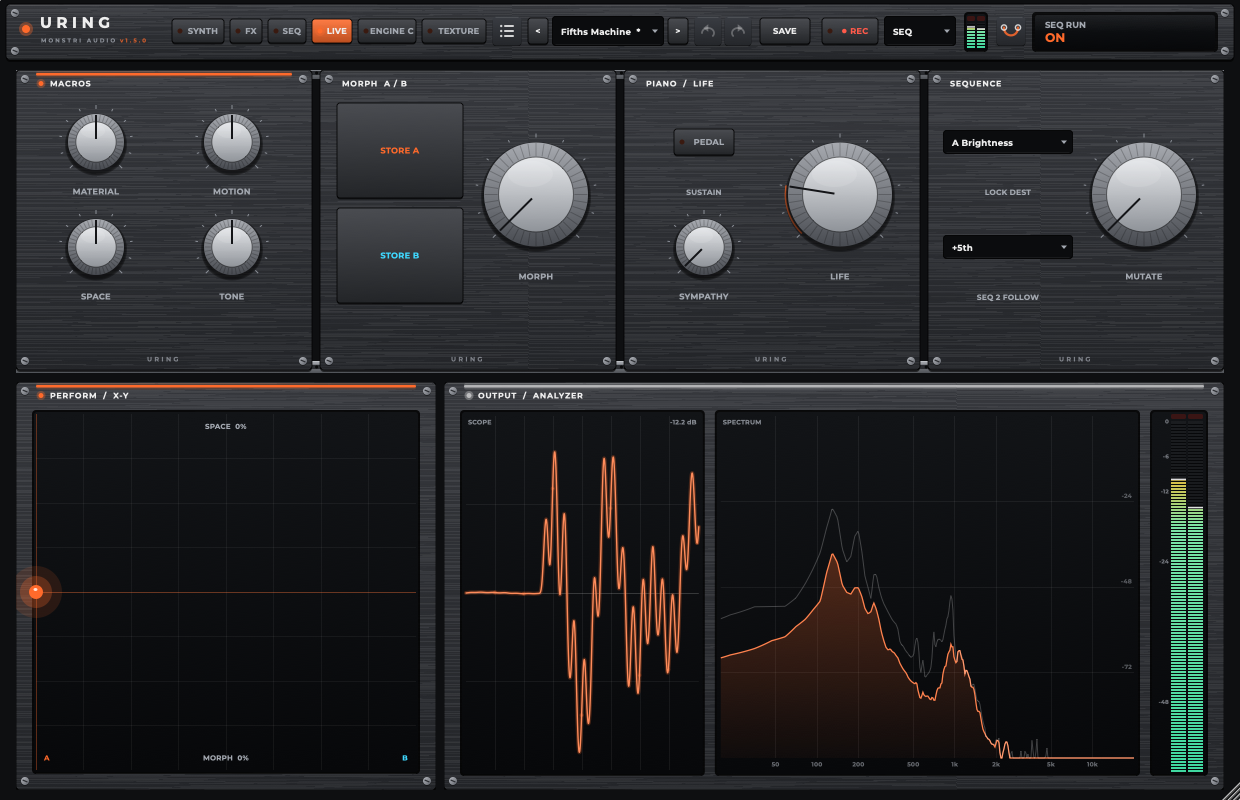 URING
MONSTRI AUDIO v1.5.0
SYNTH FX SEQ LIVE ENGINE C TEXTURE < Fifths Machine * > SAVE ● REC SEQ
SEQ RUN
ON
MACROS
MATERIAL MOTION
SPACE TONE
URING
MORPH A / B
STORE A
STORE B
MORPH
URING
PIANO / LIFE
PEDAL
SUSTAIN
SYMPATHY
LIFE
URING
SEQUENCE
A Brightness
LOCK DEST
+5th
SEQ 2 FOLLOW
MUTATE
URING
PERFORM / X-Y
SPACE 0%
A MORPH 0% B
OUTPUT / ANALYZER
SCOPE -12.2 dB
SPECTRUM
-24
-48
-72
50 100 200 500 1k 2k 5k 10k
0
-6
-12
-24
-48